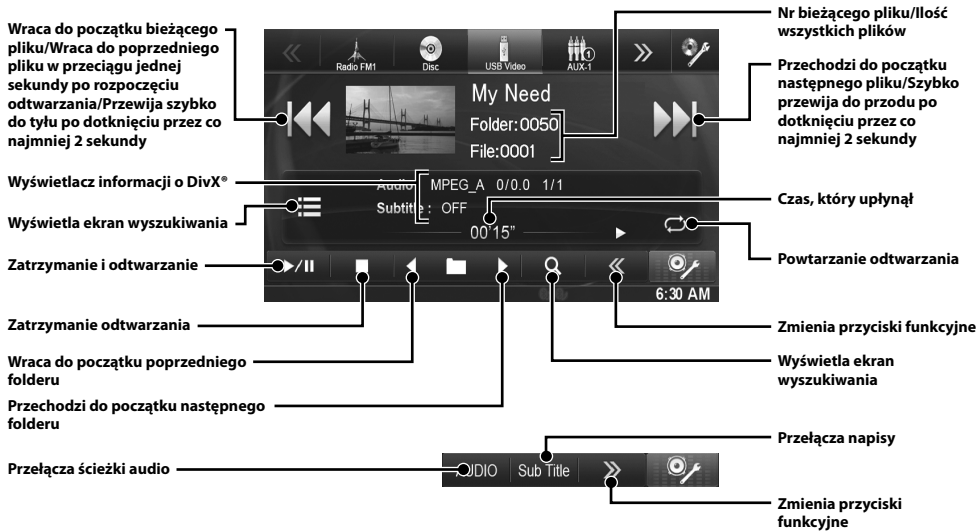 Wraca do początku bieżącego
pliku/Wraca do poprzedniego
pliku w przeciągu jednej
sekundy po rozpoczęciu
odtwarzania/Przewija szybko
do tyłu po dotknięciu przez co
najmniej 2 sekundy
Wyświetlacz informacji o DivX®
Wyświetla ekran wyszukiwania
Zatrzymanie i odtwarzanie
Zatrzymanie odtwarzania
Wraca do początku poprzedniego
folderu
Przechodzi do początku następnego
folderu
Przełącza ścieżki audio
Radio FM1
Disc
USB Video
AUX-1
1
My Need
Folder:0050
File:0001
Audio MPEG_A 0/0.0 1/1
Subtitle : OFF
00'15"
6:30 AM
AUDIO
Sub Title
Nr bieżącego pliku/Ilość
wszystkich plików
Przechodzi do początku
następnego pliku/Szybko
przewija do przodu po
dotknięciu przez co
najmniej 2 sekundy
Czas, który upłynął
Powtarzanie odtwarzania
Zmienia przyciski funkcyjne
Wyświetla ekran
wyszukiwania
Przełącza napisy
Zmienia przyciski
funkcyjne